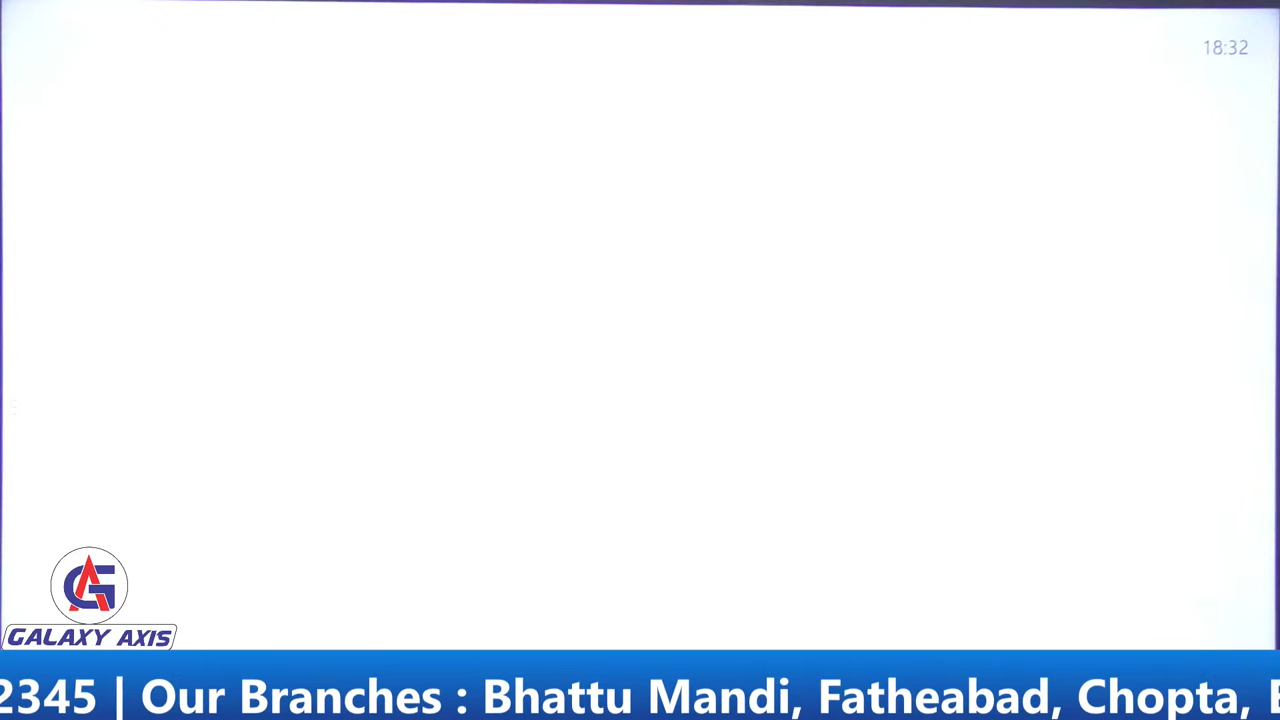 18:32
GALAXY AXIS
2345 | Our Branches : Bhattu Mandi, Fatheabad, Chopta,